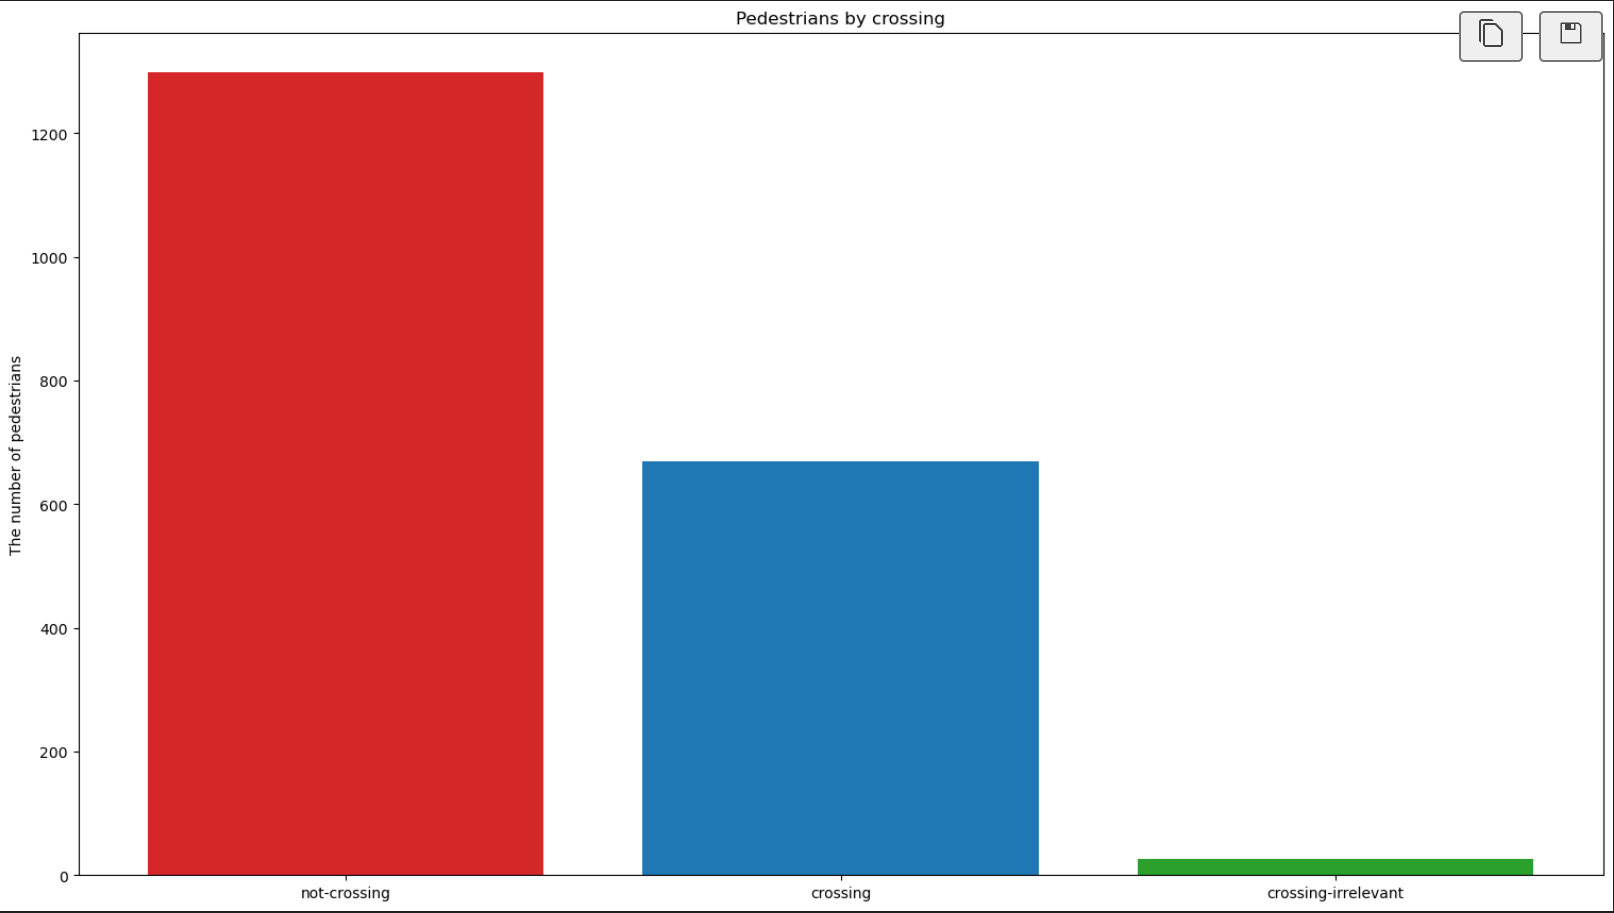 Pedestrians by crossing
The number of pedestrians
1200
1000
800
600
400
200
0
not-crossing
crossing
crossing-irrelevant